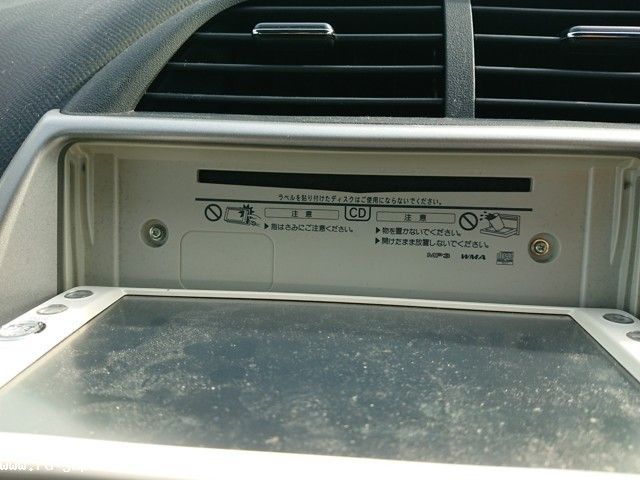 ラベルを貼り付けたディスクはご使用にならないでください。
注意 CD 注意
▶指はさみにご注意ください。
▶物を置かないでください。
▶開けたまま放置しないでください。
MP3 WMA